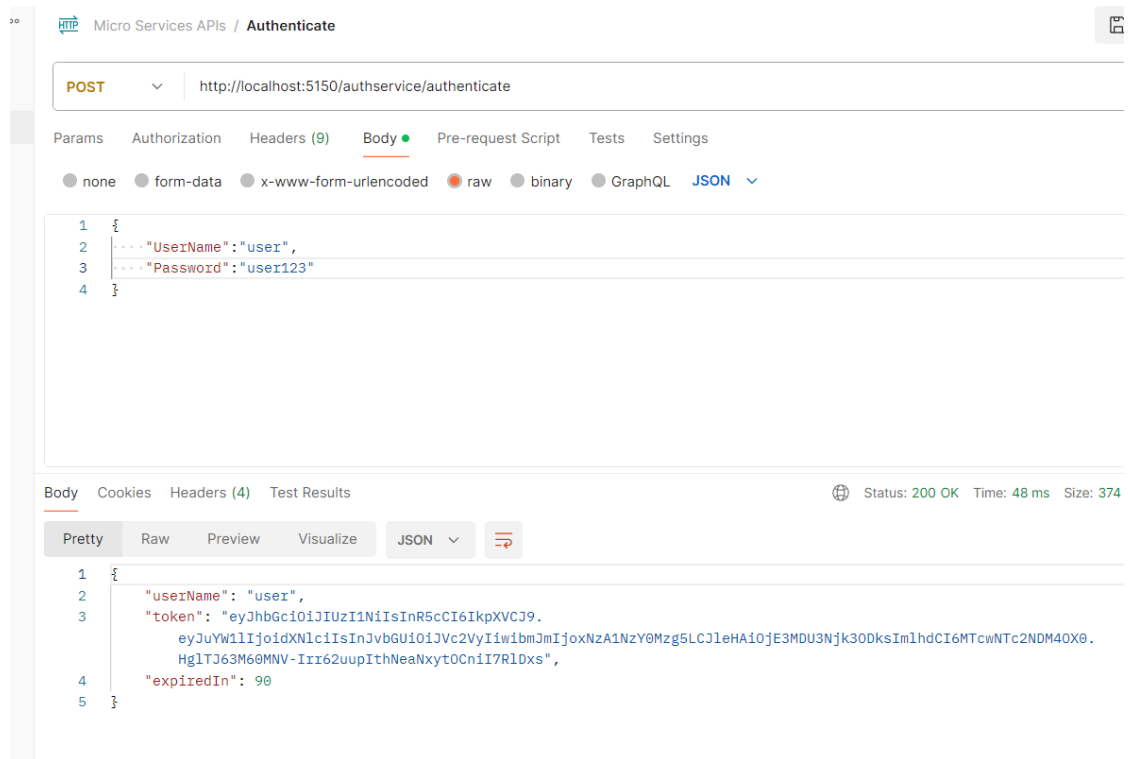 HTTP Micro Services APIs / Authenticate
POST http://localhost:5150/authservice/authenticate
Params Authorization Headers (9) Body Pre-request Script Tests Settings
none form-data x-www-form-urlencoded raw binary GraphQL JSON
1 {
2 "UserName":"user",
3 "Password":"user123"
4 }
Body Cookies Headers (4) Test Results Status: 200 OK Time: 48 ms Size: 374
Pretty Raw Preview Visualize JSON
1 {
2 "userName": "user",
3 "token": "eyJhbGciOiJIUzI1NiIsInR5cCI6IkpXVCJ9.
eyJuYW1lIjoidXNlciIsInJvbGUiOiJVc2VyIiwibmJmIjoxNzA1NzY0Mzg5LCJleHAiOjE3MDU3Njk3ODksImlhdCI6MTcwNTc2NDM4OX0.
HglTJ63M60MNV-Irr62uupIthNeaNxytOCniI7RlDxs",
4 "expiredIn": 90
5 }